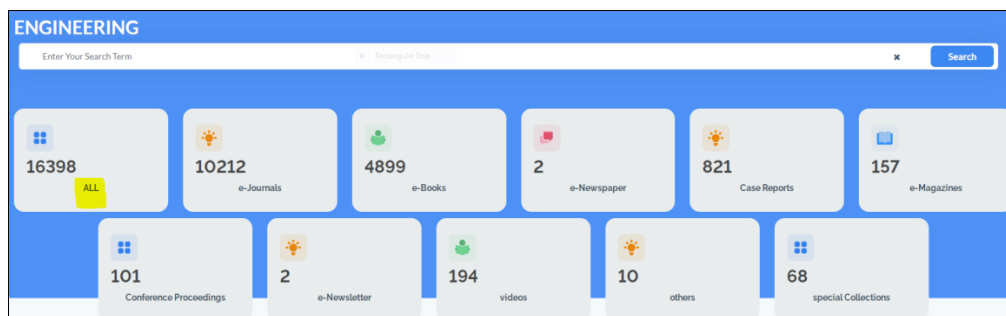 ENGINEERING
Enter Your Search Term
Rectangular Snip
Search
16398
ALL
10212
e-Journals
4899
e-Books
2
e-Newspaper
821
Case Reports
157
e-Magazines
101
Conference Proceedings
2
e-Newsletter
194
videos
10
others
68
special Collections